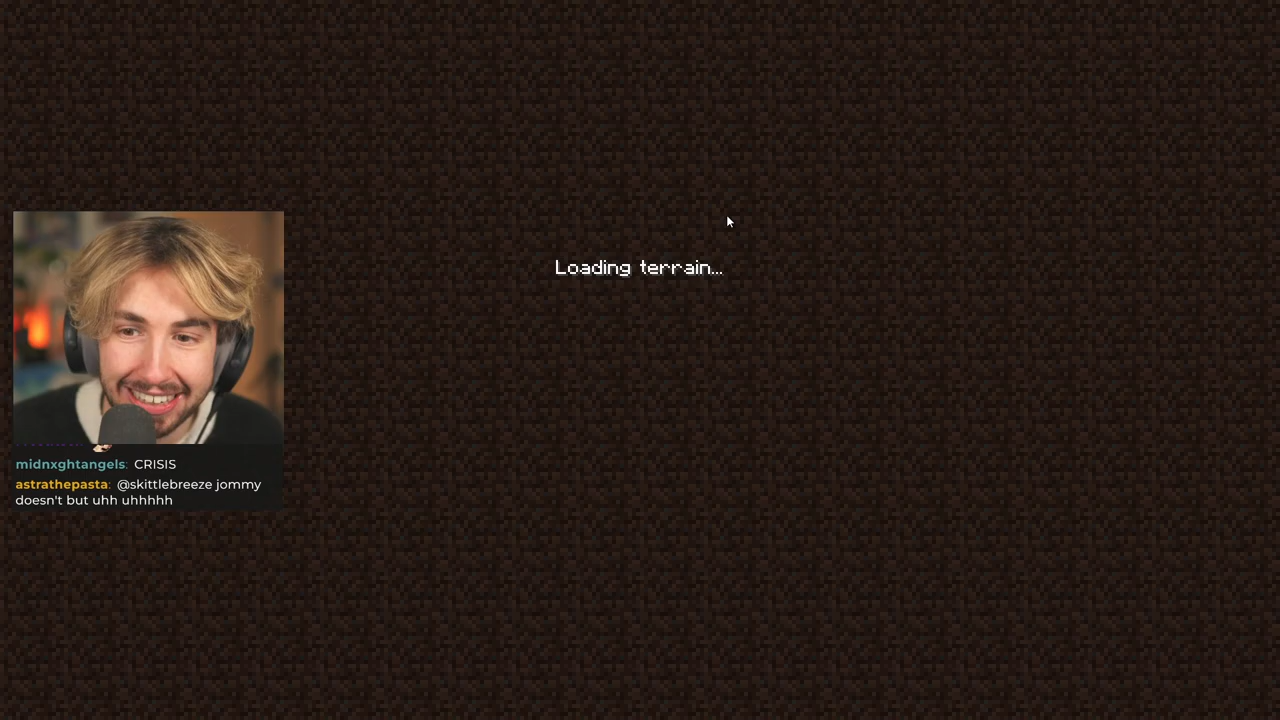 Loading terrain...
midnxghtangels: CRISIS
astrathepasta: @skittlebreeze jommy
doesn't but uhh uhhhhh